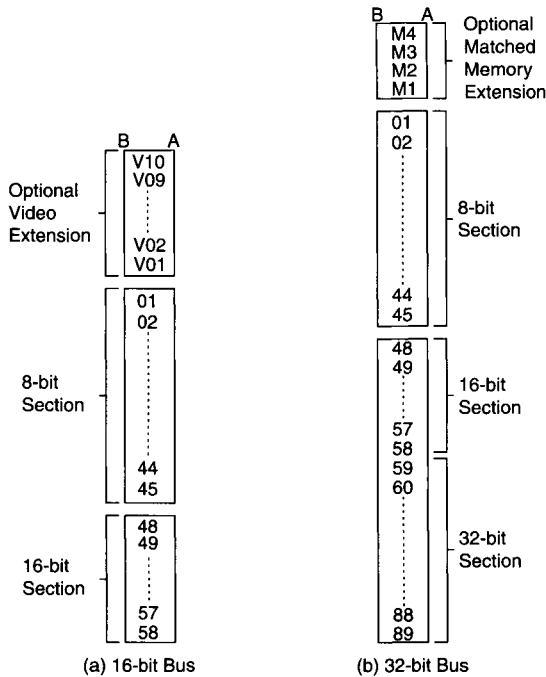 B A
V10
V09
V02
V01
Optional
Video
Extension
01
02
44
45
8-bit
Section
48
49
57
58
16-bit
Section
(a) 16-bit Bus
B A
M4
M3
M2
M1
Optional
Matched
Memory
Extension
01
02
44
45
8-bit
Section
48
49
57
58
16-bit
Section
59
60
88
89
32-bit
Section
(b) 32-bit Bus